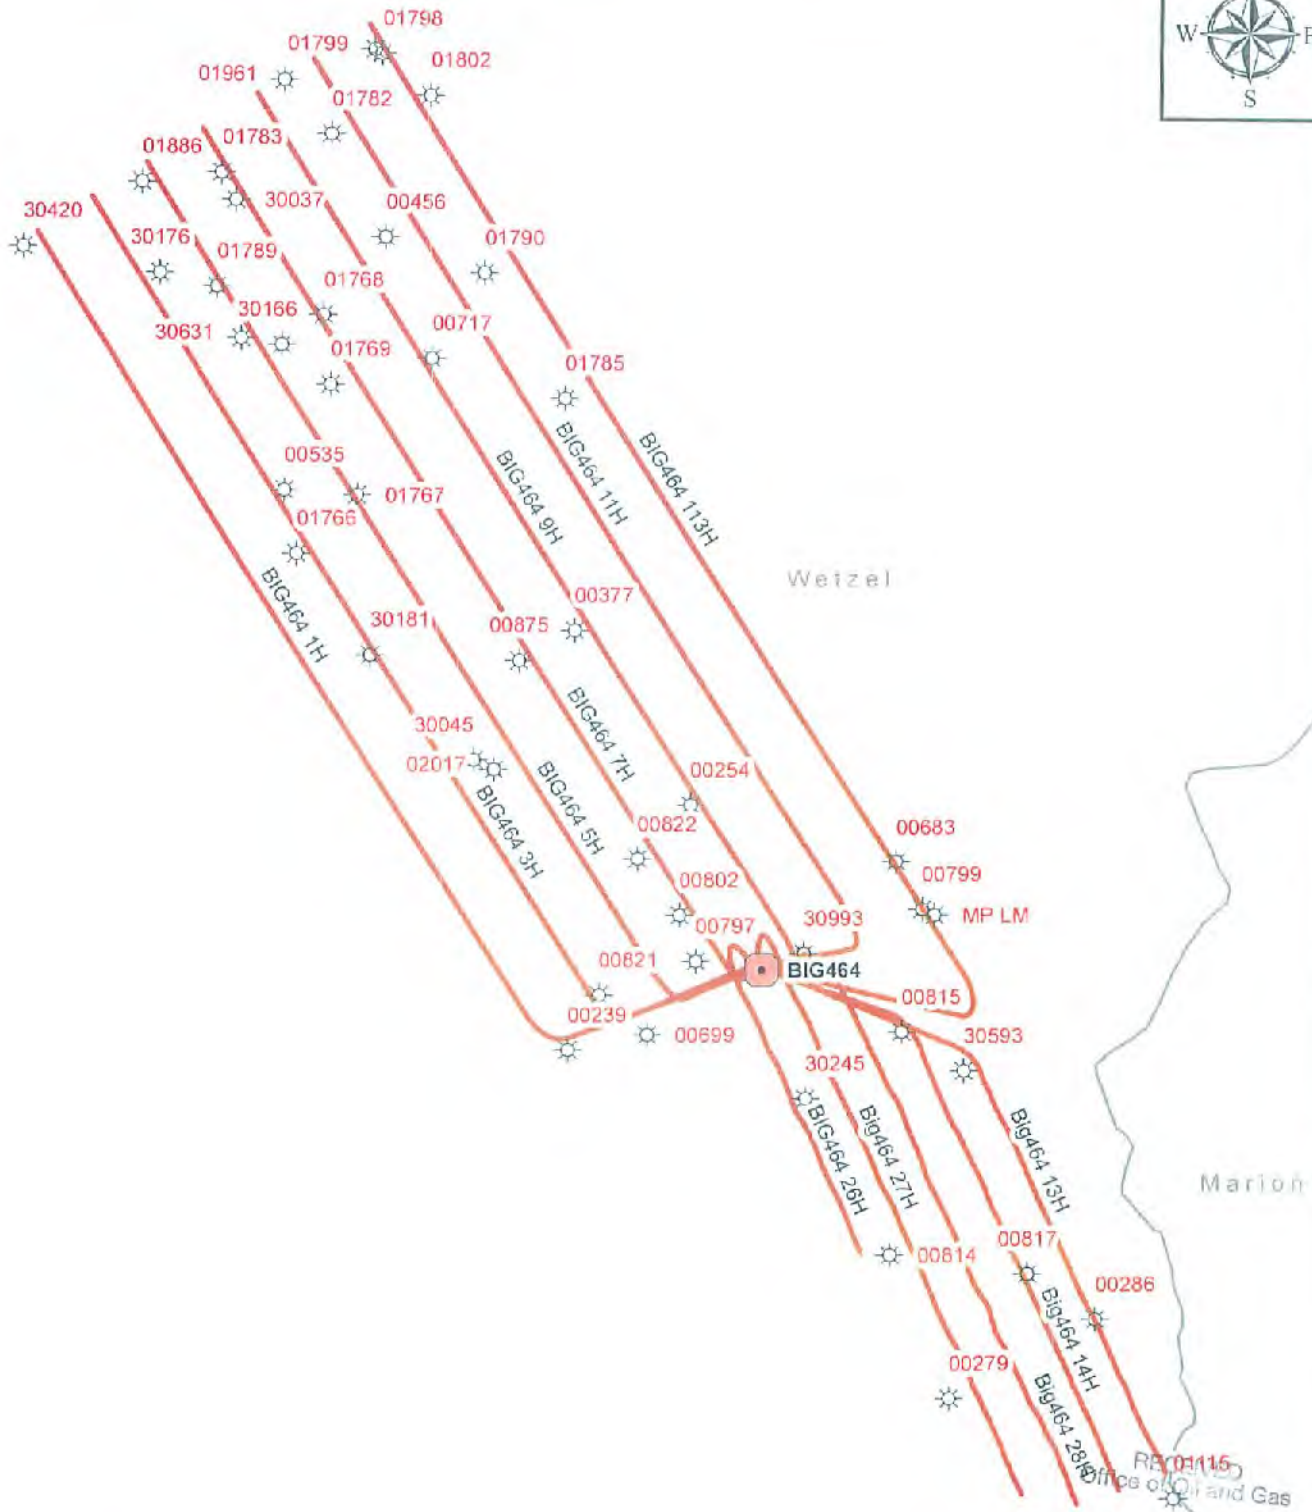 01798
01799
01802
W
E
S
01961
01782
01886
01783
30420
30037
00456
30176
01789
01790
30166
01768
30631
00717
01769
01785
BIG464 9H
BIG464 11H
BIG464 113H
00535
01767
01766
Wetzel
BIG464 1H
00377
30181
00875
BIG464 7H
30045
02017
BIG464 3H
BIG464 5H
00254
00822
00683
00802
00799
MP LM
00797
30993
00821
BIG464
00815
00239
00699
30593
30245
BIG464 26H
Big464 27H
Big464 13H
Marion
00814
00817
00286
Big464 14H
00279
Big464 28H
01115
RECEIVED
Office of Oil and Gas